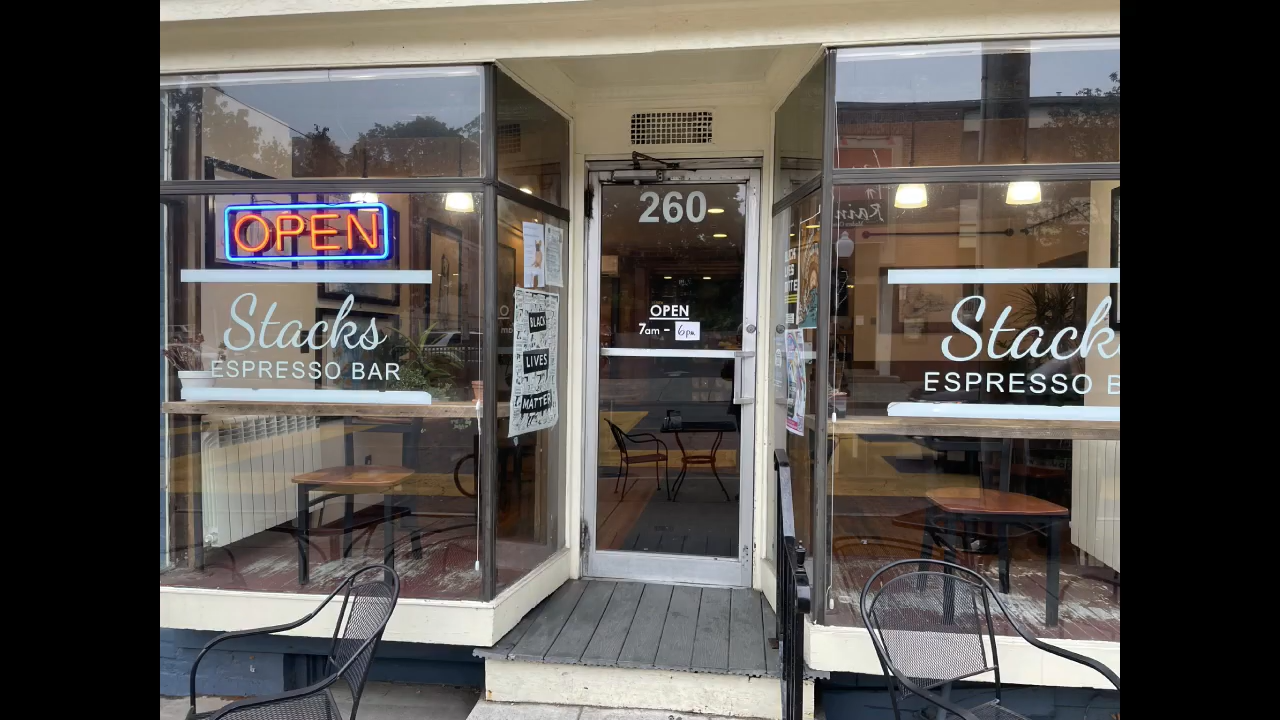 OPEN
Stacks
ESPRESSO BAR
BLACK
LIVES
MATTER
260
OPEN
7am - 6pm
Stacks
ESPRESSO B